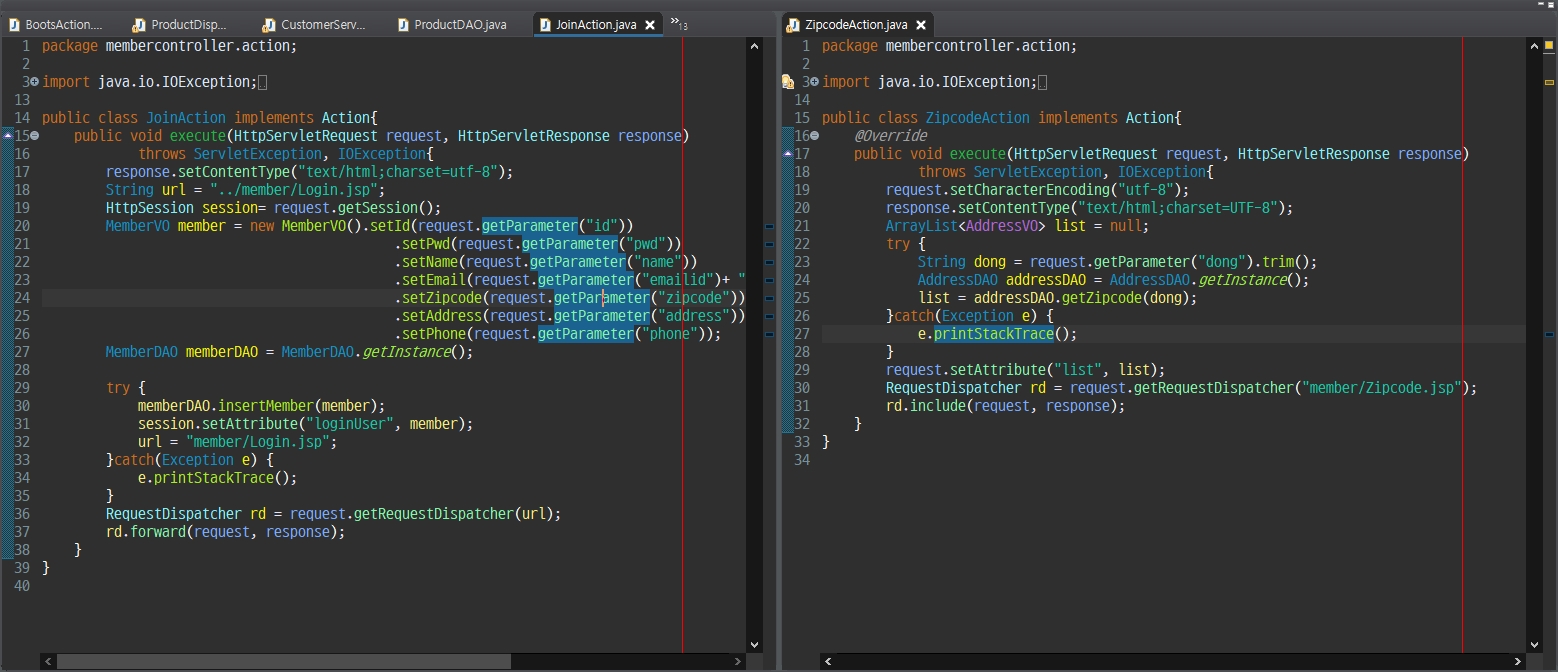 BootsAction....
ProductDisp...
CustomerServ...
ProductDAO.java
JoinAction.java
»13
1 package membercontroller.action;
2
3 import java.io.IOException;
13
14 public class JoinAction implements Action{
15 public void execute(HttpServletRequest request, HttpServletResponse response)
16 throws ServletException, IOException{
17 response.setContentType("text/html;charset=utf-8");
18 String url = "../member/Login.jsp";
19 HttpSession session= request.getSession();
20 MemberVO member = new MemberVO().setId(request.getParameter("id"))
21 .setPwd(request.getParameter("pwd"))
22 .setName(request.getParameter("name"))
23 .setEmail(request.getParameter("emailid")+ "
24 .setZipcode(request.getParameter("zipcode"))
25 .setAddress(request.getParameter("address"))
26 .setPhone(request.getParameter("phone"));
27 MemberDAO memberDAO = MemberDAO.getInstance();
28
29 try {
30 memberDAO.insertMember(member);
31 session.setAttribute("loginUser", member);
32 url = "member/Login.jsp";
33 }catch(Exception e) {
34 e.printStackTrace();
35 }
36 RequestDispatcher rd = request.getRequestDispatcher(url);
37 rd.forward(request, response);
38 }
39 }
40
ZipcodeAction.java
1 package membercontroller.action;
2
3 import java.io.IOException;
14
15 public class ZipcodeAction implements Action{
16 @Override
17 public void execute(HttpServletRequest request, HttpServletResponse response)
18 throws ServletException, IOException{
19 request.setCharacterEncoding("utf-8");
20 response.setContentType("text/html;charset=UTF-8");
21 ArrayList<AddressVO> list = null;
22 try {
23 String dong = request.getParameter("dong").trim();
24 AddressDAO addressDAO = AddressDAO.getInstance();
25 list = addressDAO.getZipcode(dong);
26 }catch(Exception e) {
27 e.printStackTrace();
28 }
29 request.setAttribute("list", list);
30 RequestDispatcher rd = request.getRequestDispatcher("member/Zipcode.jsp");
31 rd.include(request, response);
32 }
33 }
34